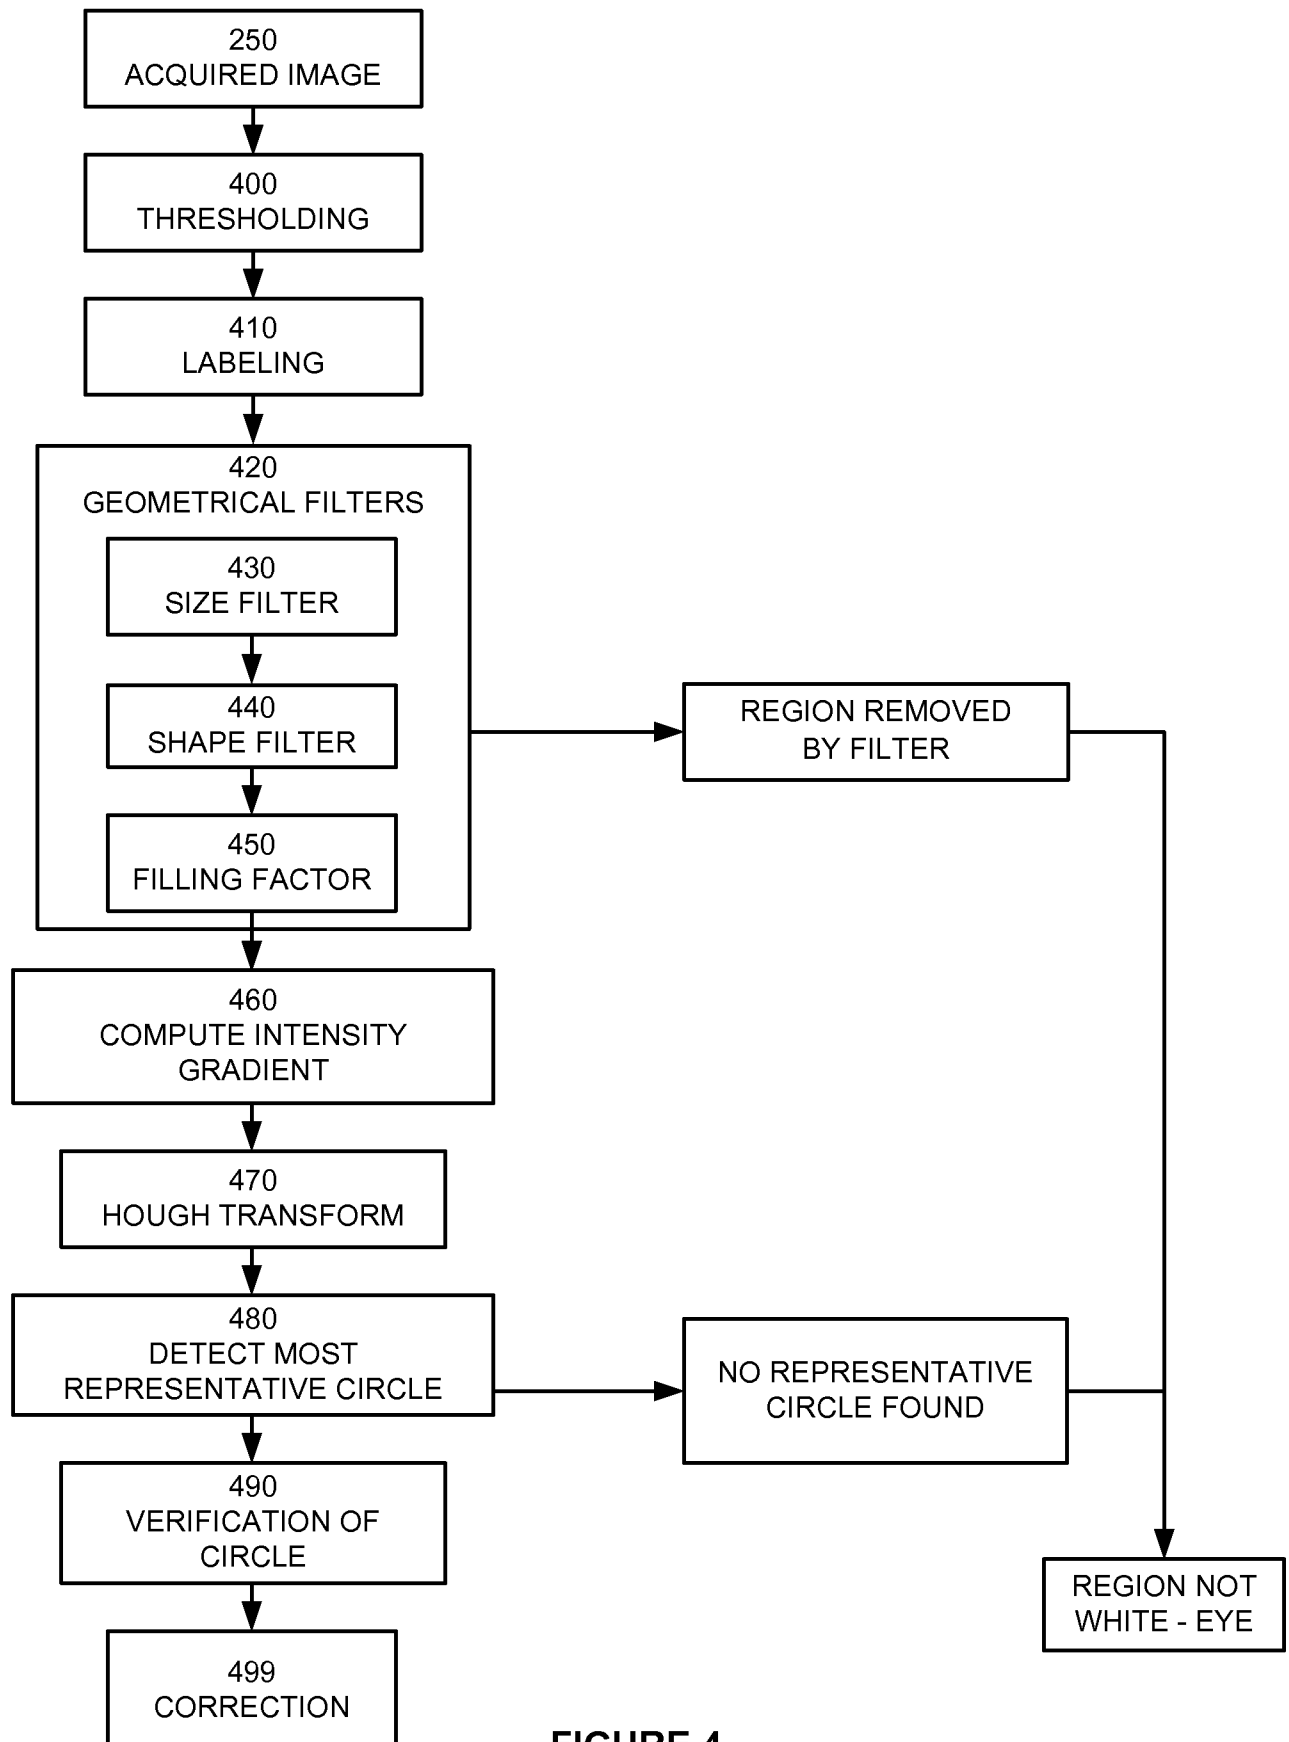 250
ACQUIRED IMAGE
400
THRESHOLDING
410
LABELING
420
GEOMETRICAL FILTERS
430
SIZE FILTER
440
SHAPE FILTER
450
FILLING FACTOR
REGION REMOVED
BY FILTER
460
COMPUTE INTENSITY
GRADIENT
470
HOUGH TRANSFORM
480
DETECT MOST
REPRESENTATIVE CIRCLE
NO REPRESENTATIVE
CIRCLE FOUND
490
VERIFICATION OF
CIRCLE
REGION NOT
WHITE - EYE
499
CORRECTION
FIGURE 4